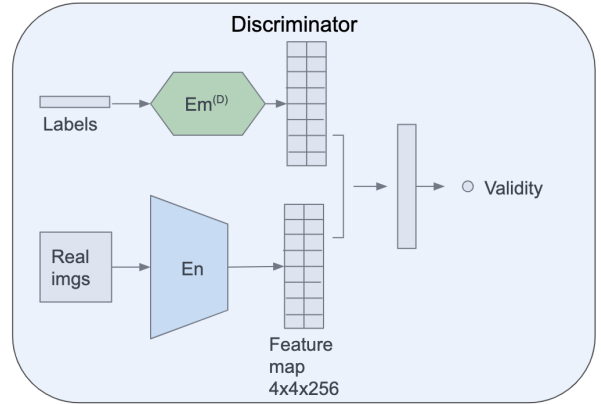 Discriminator
Em(D)
Labels
Real
imgs
En
Validity
Feature
map
4x4x256